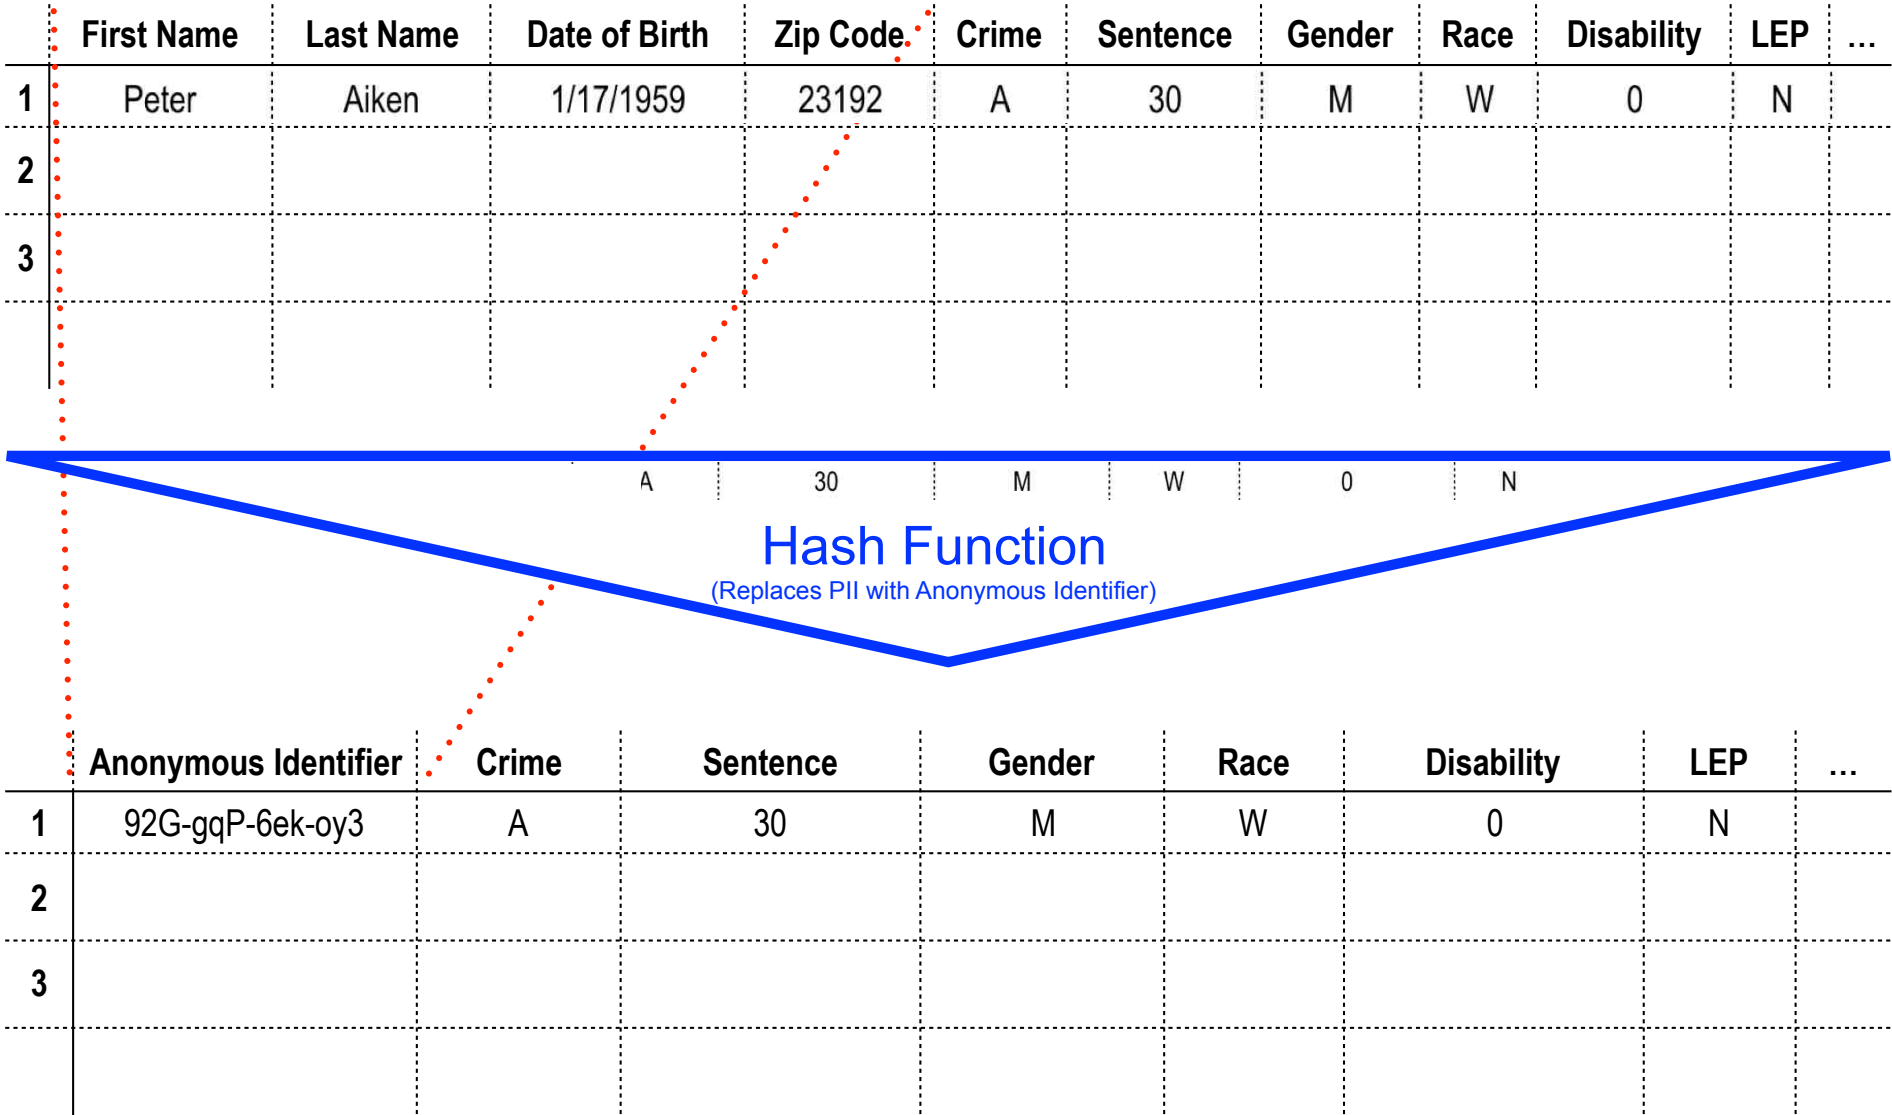 First Name Last Name Date of Birth Zip Code Crime Sentence Gender Race Disability LEP ...
1 Peter Aiken 1/17/1959 23192 A 30 M W 0 N
2
3
A 30 M W 0 N
Hash Function
(Replaces PII with Anonymous Identifier)
Anonymous Identifier Crime Sentence Gender Race Disability LEP ...
1 92G-gqP-6ek-oy3 A 30 M W 0 N
2
3